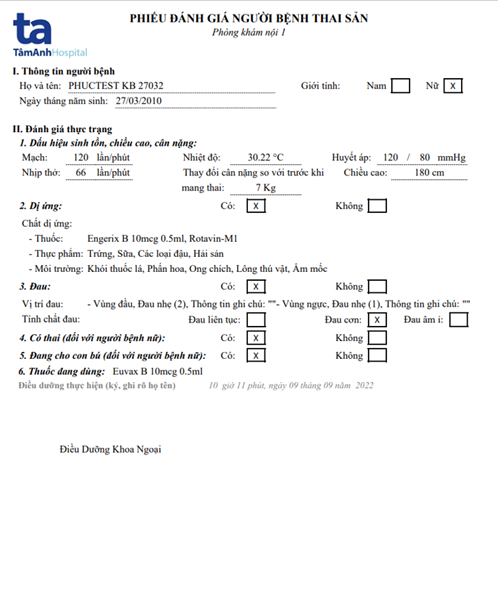 PHIẾU ĐÁNH GIÁ NGƯỜI BỆNH THAI SẢN
Phòng khám nội 1
ta
TÂM ANH Hospital
I. Thông tin người bệnh
Họ và tên: PHUCTEST KB 27032 Giới tính: Nam Nữ X
Ngày tháng năm sinh: 27/03/2010
II. Đánh giá thực trạng
1. Dấu hiệu sinh tồn, chiều cao, cân nặng:
Mạch: 120 lần/phút Nhiệt độ: 30.22 °C Huyết áp: 120 / 80 mmHg
Nhịp thở: 66 lần/phút Thay đổi cân nặng so với trước khi Chiều cao: 180 cm
mang thai: 7 Kg
2. Dị ứng: Có: X Không
Chất dị ứng:
- Thuốc: Engerix B 10mcg 0.5ml, Rotavin-M1
- Thực phẩm: Trứng, Sữa, Các loại đậu, Hải sản
- Môi trường: Khói thuốc lá, Phấn hoa, Ong chích, Lông thú vật, Ẩm mốc
3. Đau: Có: X Không
Vị trí đau: - Vùng đầu, Đau nhẹ (2), Thông tin ghi chú: ""- Vùng ngực, Đau nhẹ (1), Thông tin ghi chú: ""
Tính chất đau: Đau liên tục: Đau cơn: X Đau âm ỉ:
4. Có thai (đối với người bệnh nữ): Có: X Không
5. Đang cho con bú (đối với người bệnh nữ): Có: X Không
6. Thuốc đang dùng: Euvax B 10mcg 0.5ml
Điều dưỡng thực hiện (ký, ghi rõ họ tên) 10 giờ 11 phút, ngày 09 tháng 09 năm 2022
Điều Dưỡng Khoa Ngoại